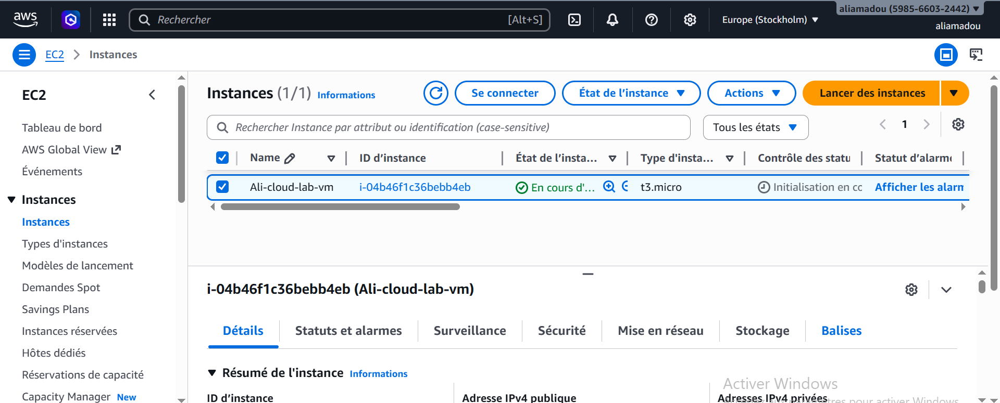 aws
Rechercher [Alt+S]
Europe (Stockholm)
aliamadou (5985-6603-2442)
aliamadou
EC2
Instances
EC2
Tableau de bord
AWS Global View
Événements
Instances
Instances
Types d'instances
Modèles de lancement
Demandes Spot
Savings Plans
Instances réservées
Hôtes dédiés
Réservations de capacité
Capacity Manager New
Instances (1/1) Informations
Se connecter
État de l’instance
Actions
Lancer des instances
Rechercher Instance par attribut ou identification (case-sensitive)
Tous les états
1
Name
ID d’instance
État de l’insta...
Type d'insta...
Contrôle des statu
Statut d’alarme
Ali-cloud-lab-vm
i-04b46f1c36bebb4eb
En cours d'...
t3.micro
Initialisation en co
Afficher les alarm
i-04b46f1c36bebb4eb (Ali-cloud-lab-vm)
Détails
Statuts et alarmes
Surveillance
Sécurité
Mise en réseau
Stockage
Balises
Résumé de l'instance Informations
ID d’instance
Adresse IPv4 publique
Adresses IPv4 privées
Activer Windows
Accédez aux paramètres pour activer Windows